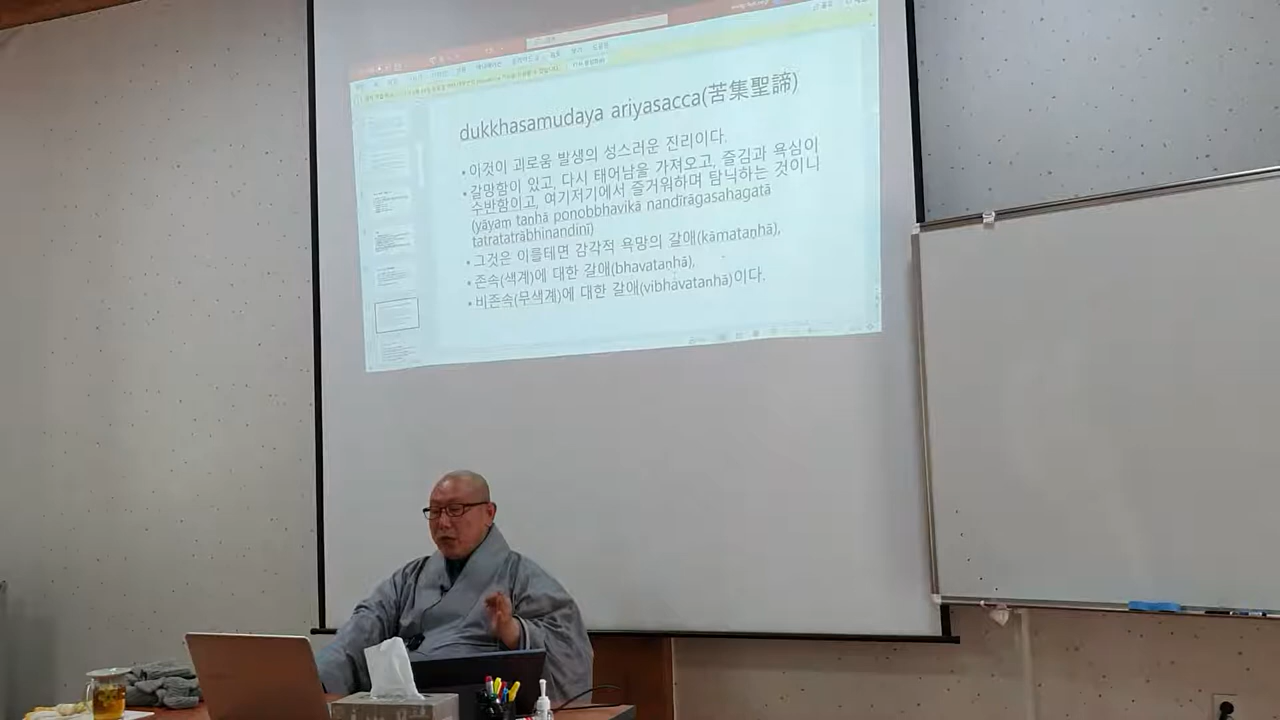 dukkhasamudaya ariyasacca(苦集聖諦)
• 이것이 괴로움 발생의 성스러운 진리이다.
• 갈망함이 있고, 다시 태어남을 가져오고, 즐김과 욕심이
수반함이고, 여기저기에서 즐거워하며 탐닉하는 것이니
(yāyaṃ taṇhā ponobbhavikā nandīrāgasahagatā
tatratatrābhinandinī)
• 그것은 이를테면 감각적 욕망의 갈애(kāmataṇhā),
• 존속(색계)에 대한 갈애(bhavataṇhā),
• 비존속(무색계)에 대한 갈애(vibhavataṇhā)이다.